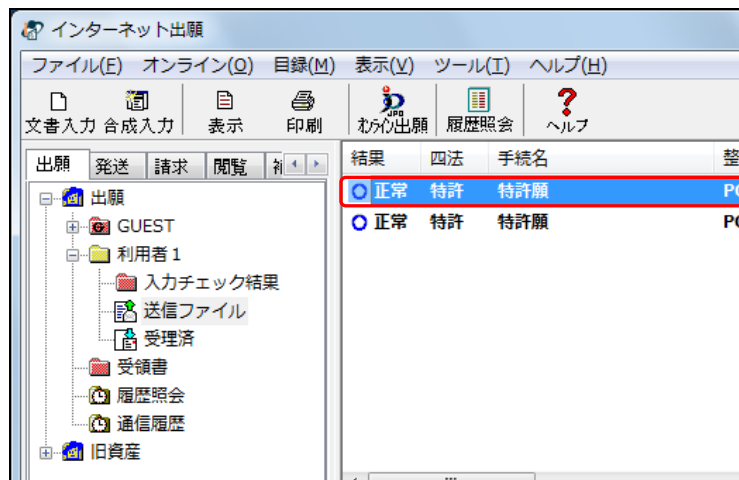 インターネット出願
ファイル(F) オンライン(O) 目録(M) 表示(V) ツール(T) ヘルプ(H)
文書入力 合成入力 表示 印刷 オンライン出願 履歴照会 ヘルプ
出願 発送 請求 閲覧
結果 四法 手続名 整
正常 特許 特許願
正常 特許 特許願
出願
GUEST
利用者1
入力チェック結果
送信ファイル
受理済
受領書
履歴照会
通信履歴
旧資産